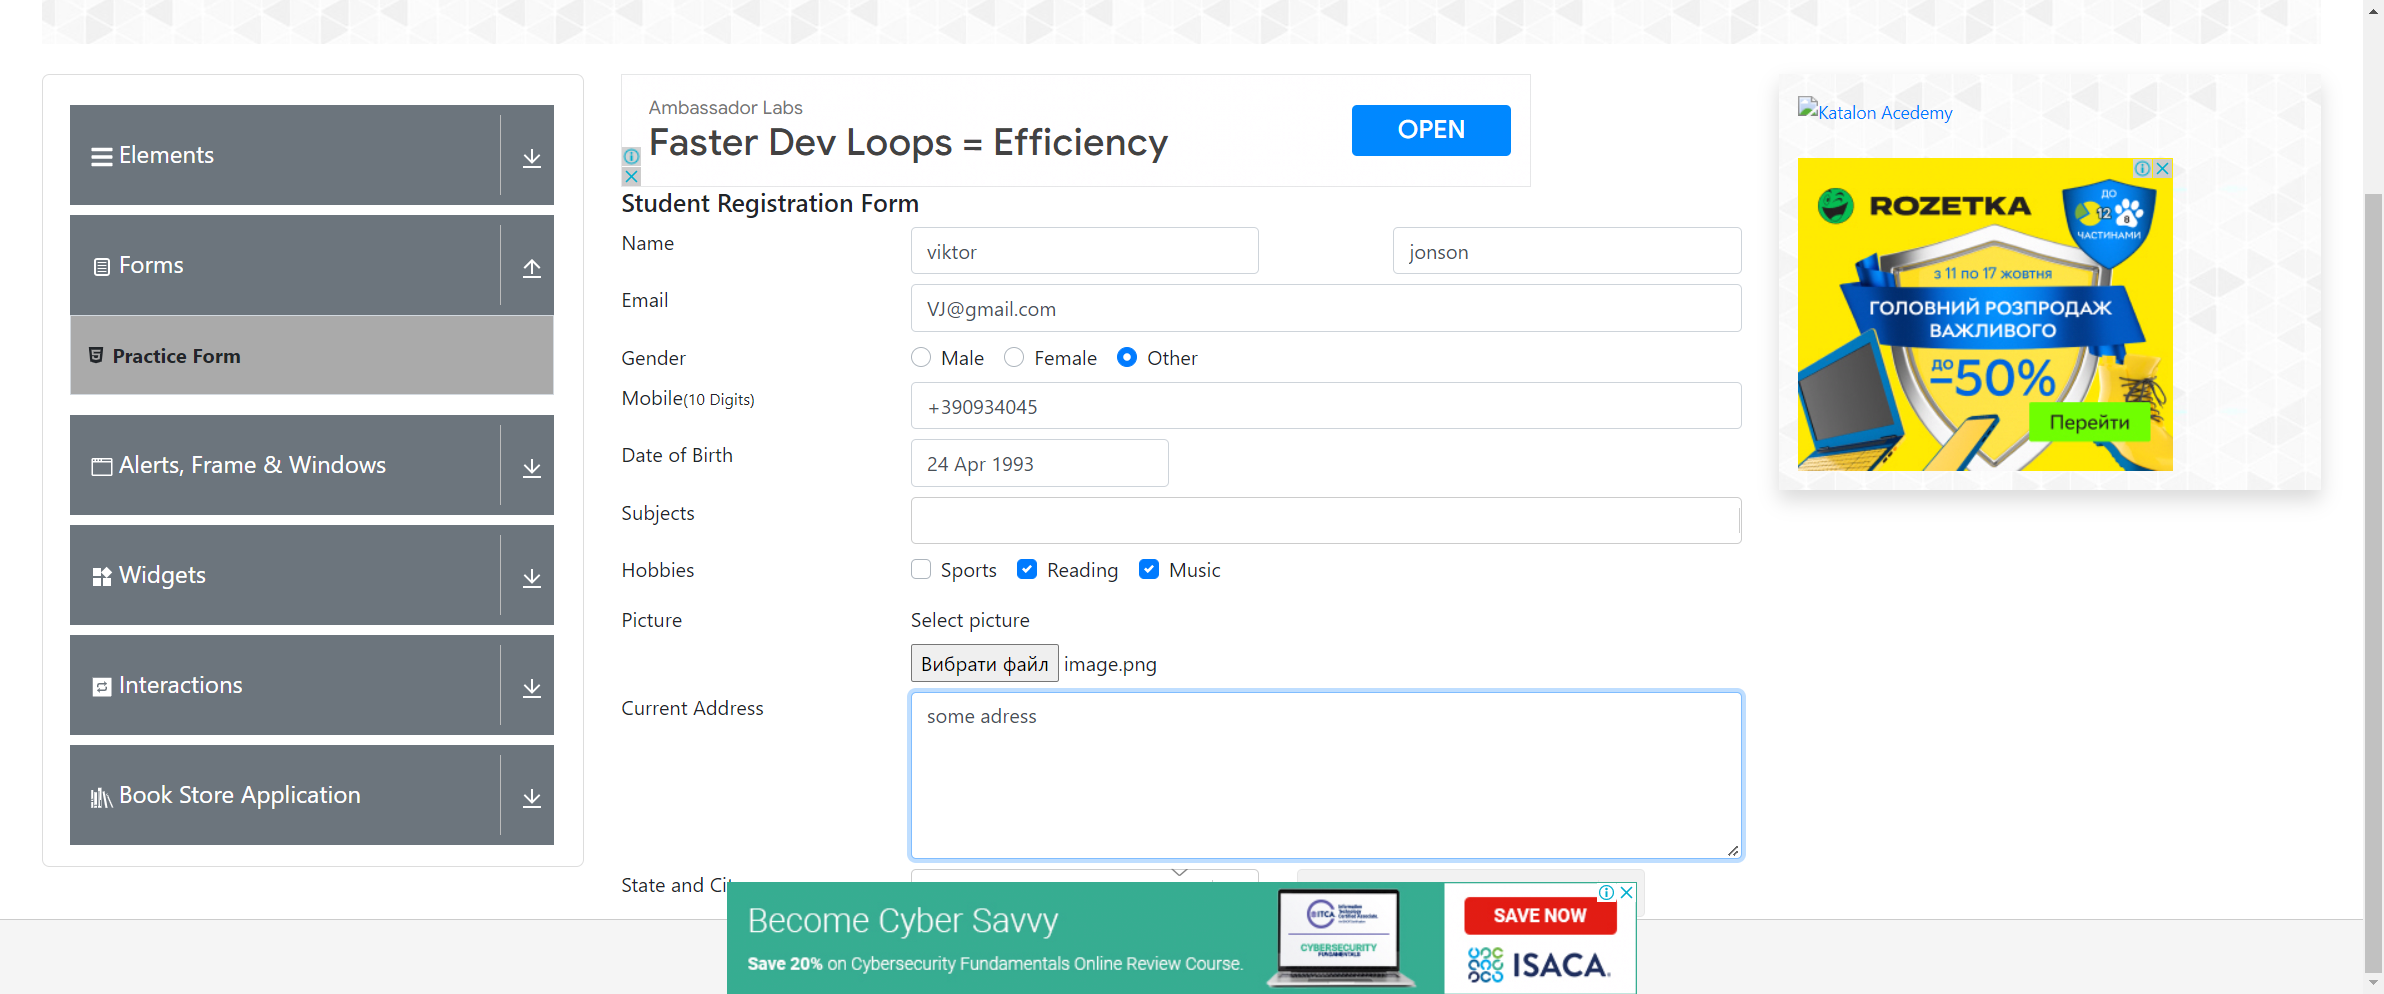 Elements
Forms
Practice Form
Alerts, Frame & Windows
Widgets
Interactions
Book Store Application
Ambassador Labs
Faster Dev Loops = Efficiency
OPEN
Student Registration Form
Name
viktor
jonson
Email
VJ@gmail.com
Gender
Male
Female
Other
Mobile(10 Digits)
+390934045
Date of Birth
24 Apr 1993
Subjects
Hobbies
Sports
Reading
Music
Picture
Select picture
Вибрати файл image.png
Current Address
some adress
State and Ci
Become Cyber Savvy
Save 20% on Cybersecurity Fundamentals Online Review Course.
ITCA
CYBERSECURITY
FUNDAMENTALS
SAVE NOW
ISACA.
Katalon Acedemy
ROZETKA
ДО
12
8
ЧАСТИНАМИ
з 11 по 17 жовтня
ГОЛОВНИЙ РОЗПРОДАЖ
ВАЖЛИВОГО
до -50%
Перейти